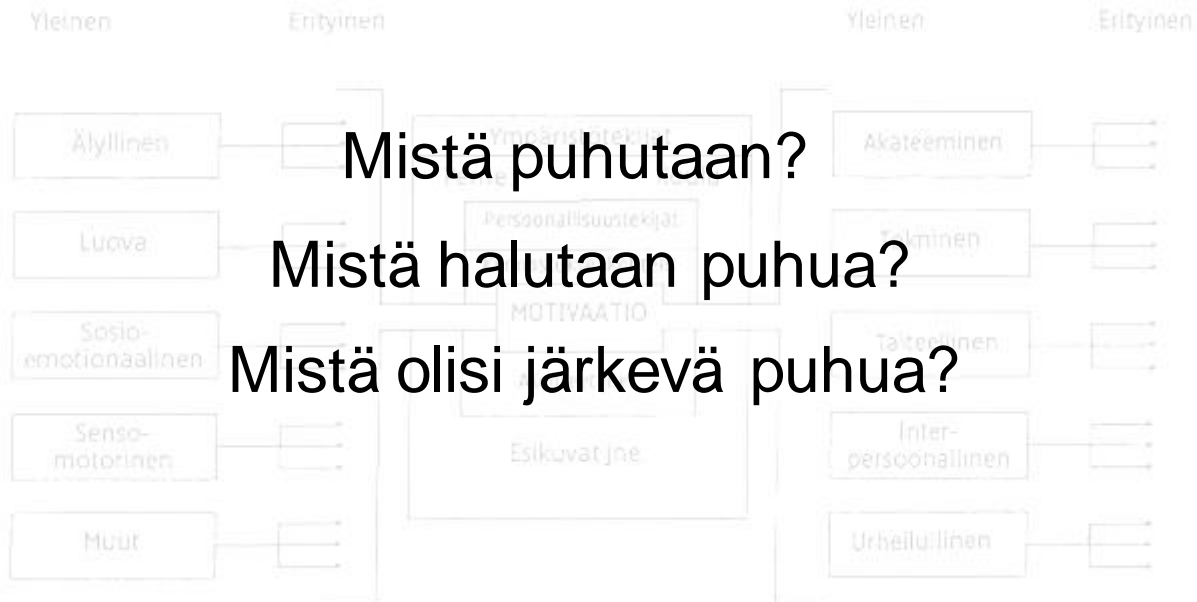 Yleinen Erityinen Yleinen Erityinen
Älyllinen
Ympäristötekijät
Akateeminen
Mistä puhutaan?
Persoonallisuustekijät
Luova
Tekninen
Mistä halutaan puhua?
MOTIVAATIO
Sosio-
emotionaalinen
Taiteellinen
Mistä olisi järkevä puhua?
Senso-
motorinen
Esikuvat jne.
Inter-
persoonallinen
Muut
Urheilullinen